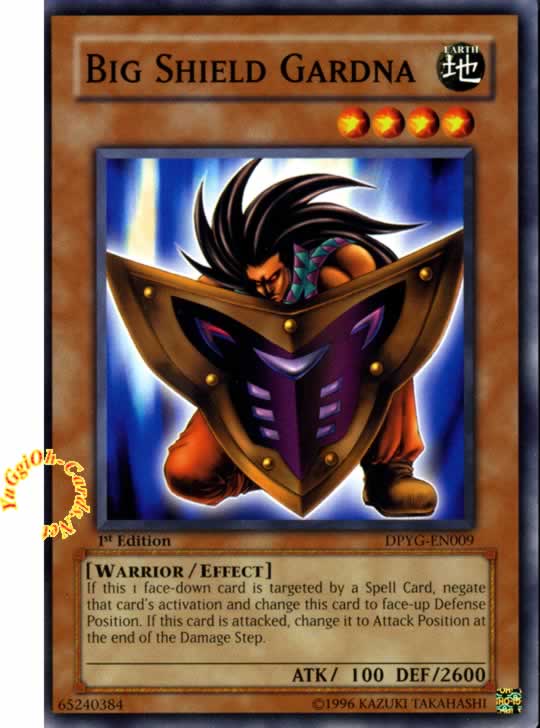 BIG SHIELD GARDNA
EARTH
地
1st Edition
DPYG-EN009
[WARRIOR / EFFECT]
If this 1 face-down card is targeted by a Spell Card, negate
that card's activation and change this card to face-up Defense
Position. If this card is attacked, change it to Attack Position at
the end of the Damage Step.
ATK/ 100 DEF/2600
65240384
©1996 KAZUKI TAKAHASHI
YuGgiOh-Cards.Net